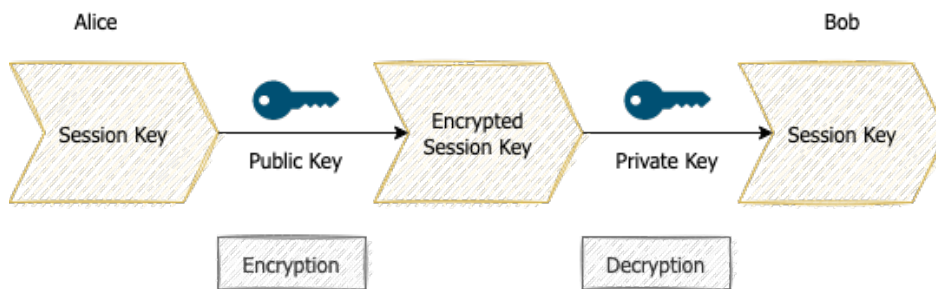 Alice
Bob
Session Key
Public Key
Encrypted
Session Key
Private Key
Session Key
Encryption
Decryption